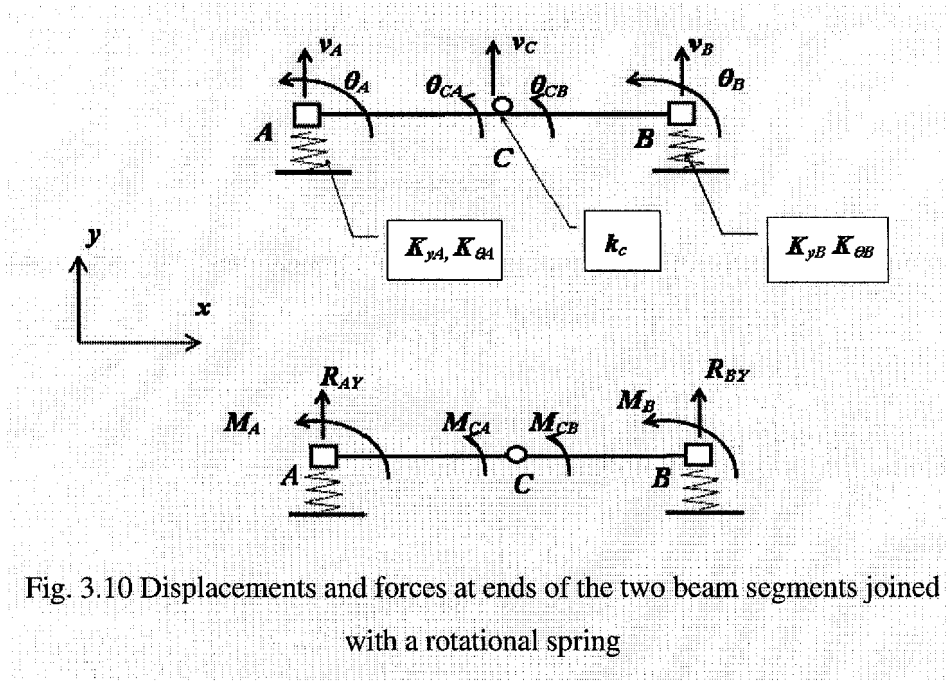 v_A v_C v_B
θ_A θ_CA θ_CB θ_B
A C B
K_yA, K_θA k_c K_yB K_θB
y
x
R_AY R_BY
M_A M_CA M_CB M_B
A C B
Fig. 3.10 Displacements and forces at ends of the two beam segments joined
with a rotational spring